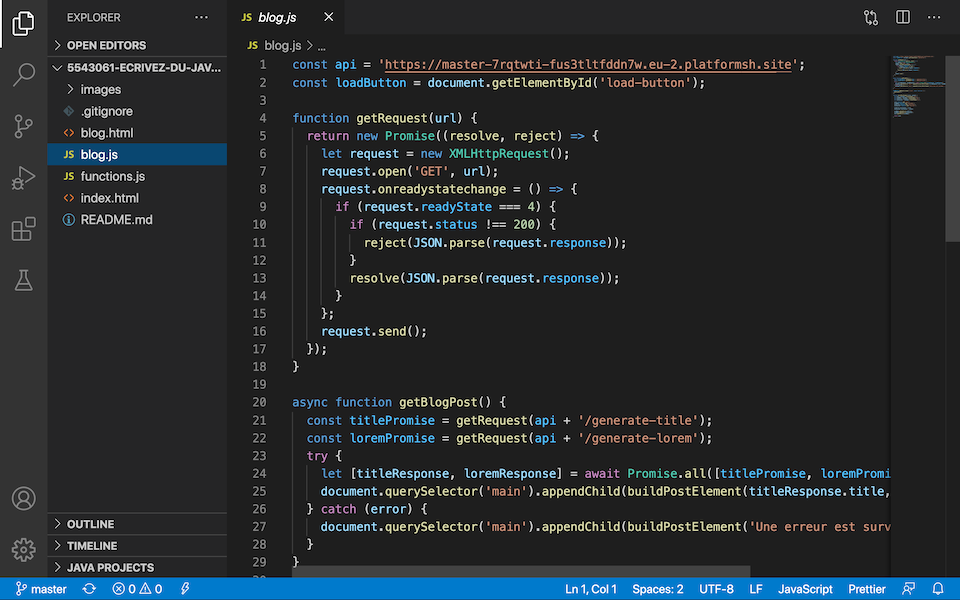 EXPLORER
OPEN EDITORS
5543061-ECRIVEZ-DU-JAV...
images
.gitignore
blog.html
JS blog.js
JS functions.js
index.html
README.md
OUTLINE
TIMELINE
JAVA PROJECTS
JS blog.js
JS blog.js > ...
1 const api = 'https://master-7rqtwti-fus3tltfddn7w.eu-2.platformsh.site';
2 const loadButton = document.getElementById('load-button');
3
4 function getRequest(url) {
5 return new Promise((resolve, reject) => {
6 let request = new XMLHttpRequest();
7 request.open('GET', url);
8 request.onreadystatechange = () => {
9 if (request.readyState === 4) {
10 if (request.status !== 200) {
11 reject(JSON.parse(request.response));
12 }
13 resolve(JSON.parse(request.response));
14 }
15 };
16 request.send();
17 });
18 }
19
20 async function getBlogPost() {
21 const titlePromise = getRequest(api + '/generate-title');
22 const loremPromise = getRequest(api + '/generate-lorem');
23 try {
24 let [titleResponse, loremResponse] = await Promise.all([titlePromise, loremPromi
25 document.querySelector('main').appendChild(buildPostElement(titleResponse.title,
26 } catch (error) {
27 document.querySelector('main').appendChild(buildPostElement('Une erreur est surv
28 }
29 }
master 0 0 Ln 1, Col 1 Spaces: 2 UTF-8 LF JavaScript Prettier